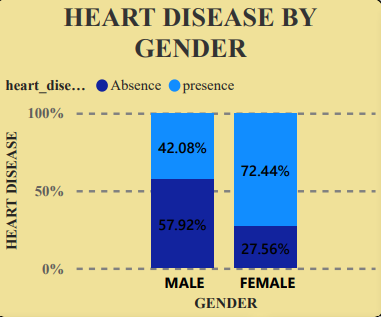 HEART DISEASE BY
GENDER
heart_dise... Absence presence
100%
50%
0%
HEART DISEASE
42.08%
57.92%
72.44%
27.56%
MALE FEMALE
GENDER